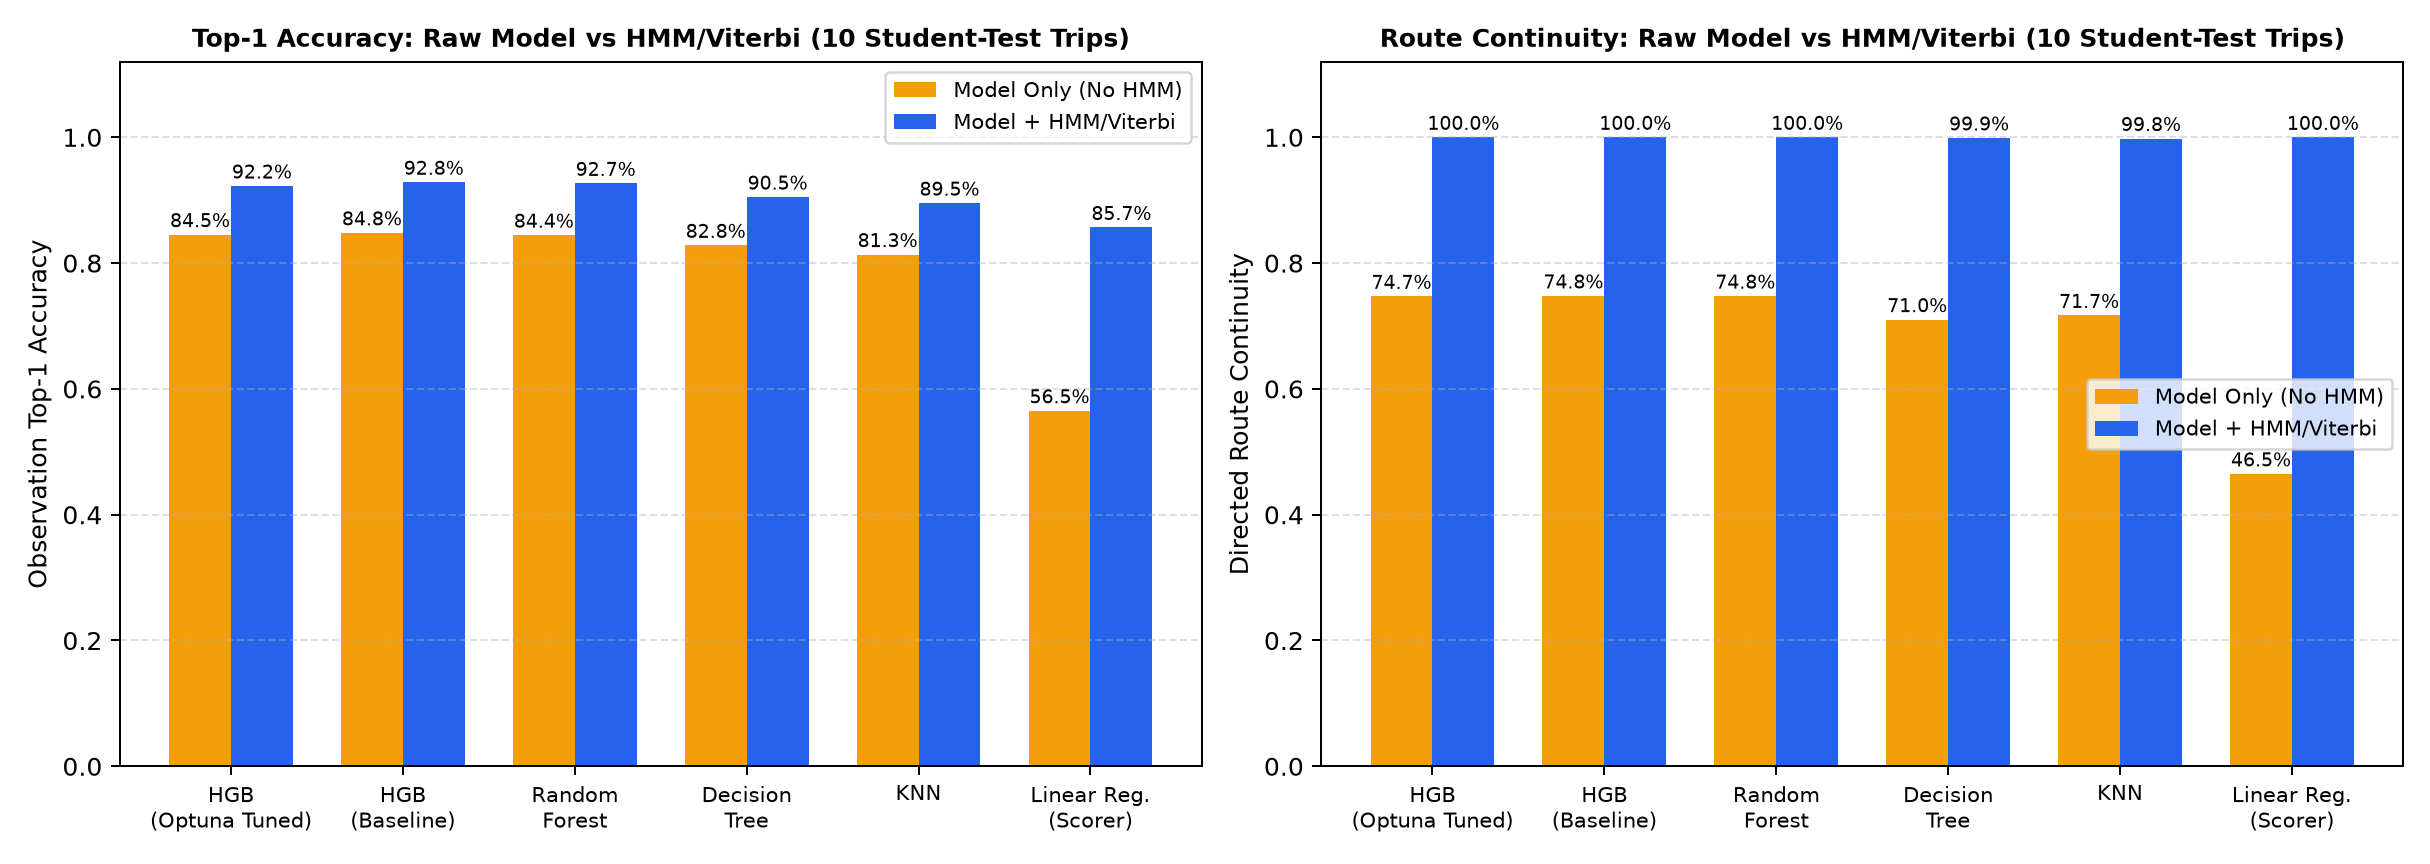 Top-1 Accuracy: Raw Model vs HMM/Viterbi (10 Student-Test Trips)
Model Only (No HMM)
Model + HMM/Viterbi
Observation Top-1 Accuracy
1.0
0.8
0.6
0.4
0.2
0.0
84.5%
92.2%
84.8%
92.8%
84.4%
92.7%
82.8%
90.5%
81.3%
89.5%
56.5%
85.7%
HGB
(Optuna Tuned)
HGB
(Baseline)
Random
Forest
Decision
Tree
KNN
Linear Reg.
(Scorer)
Route Continuity: Raw Model vs HMM/Viterbi (10 Student-Test Trips)
Directed Route Continuity
1.0
0.8
0.6
0.4
0.2
0.0
74.7%
100.0%
74.8%
100.0%
74.8%
100.0%
71.0%
99.9%
71.7%
99.8%
46.5%
100.0%
Model Only (No HMM)
Model + HMM/Viterbi
HGB
(Optuna Tuned)
HGB
(Baseline)
Random
Forest
Decision
Tree
KNN
Linear Reg.
(Scorer)